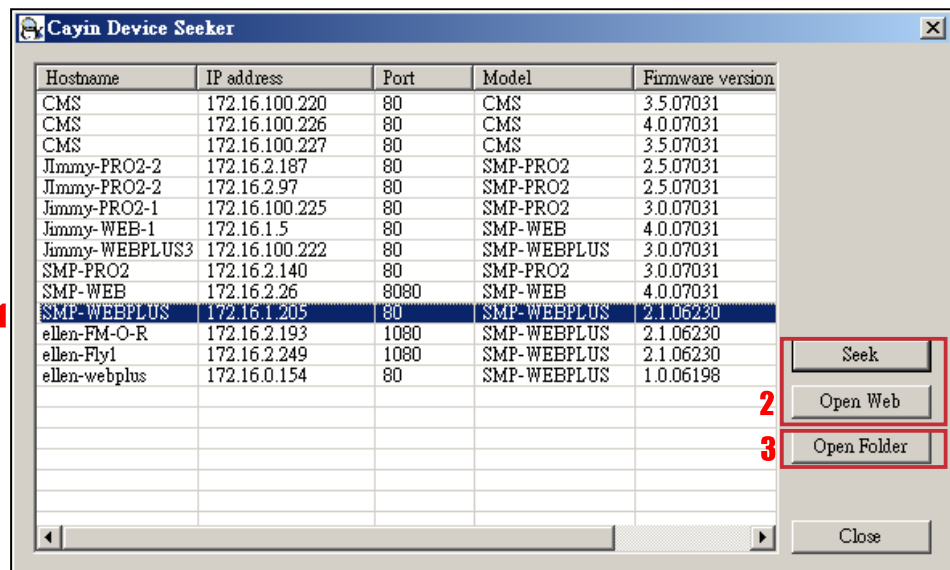 Cayin Device Seeker
Hostname IP address Port Model Firmware version
CMS 172.16.100.220 80 CMS 3.5.07031
CMS 172.16.100.226 80 CMS 4.0.07031
CMS 172.16.100.227 80 CMS 3.5.07031
JImmy-PRO2-2 172.16.2.187 80 SMP-PRO2 2.5.07031
JImmy-PRO2-2 172.16.2.97 80 SMP-PRO2 2.5.07031
Jimmy-PRO2-1 172.16.100.225 80 SMP-PRO2 3.0.07031
Jimmy-WEB-1 172.16.1.5 80 SMP-WEB 4.0.07031
Jimmy-WEBPLUS3 172.16.100.222 80 SMP-WEBPLUS 3.0.07031
SMP-PRO2 172.16.2.140 80 SMP-PRO2 3.0.07031
SMP-WEB 172.16.2.26 8080 SMP-WEB 4.0.07031
1 SMP-WEBPLUS 172.16.1.205 80 SMP-WEBPLUS 2.1.06230
ellen-FM-O-R 172.16.2.193 1080 SMP-WEBPLUS 2.1.06230
ellen-Fly1 172.16.2.249 1080 SMP-WEBPLUS 2.1.06230
ellen-webplus 172.16.0.154 80 SMP-WEBPLUS 1.0.06198
Seek
2 Open Web
3 Open Folder
Close